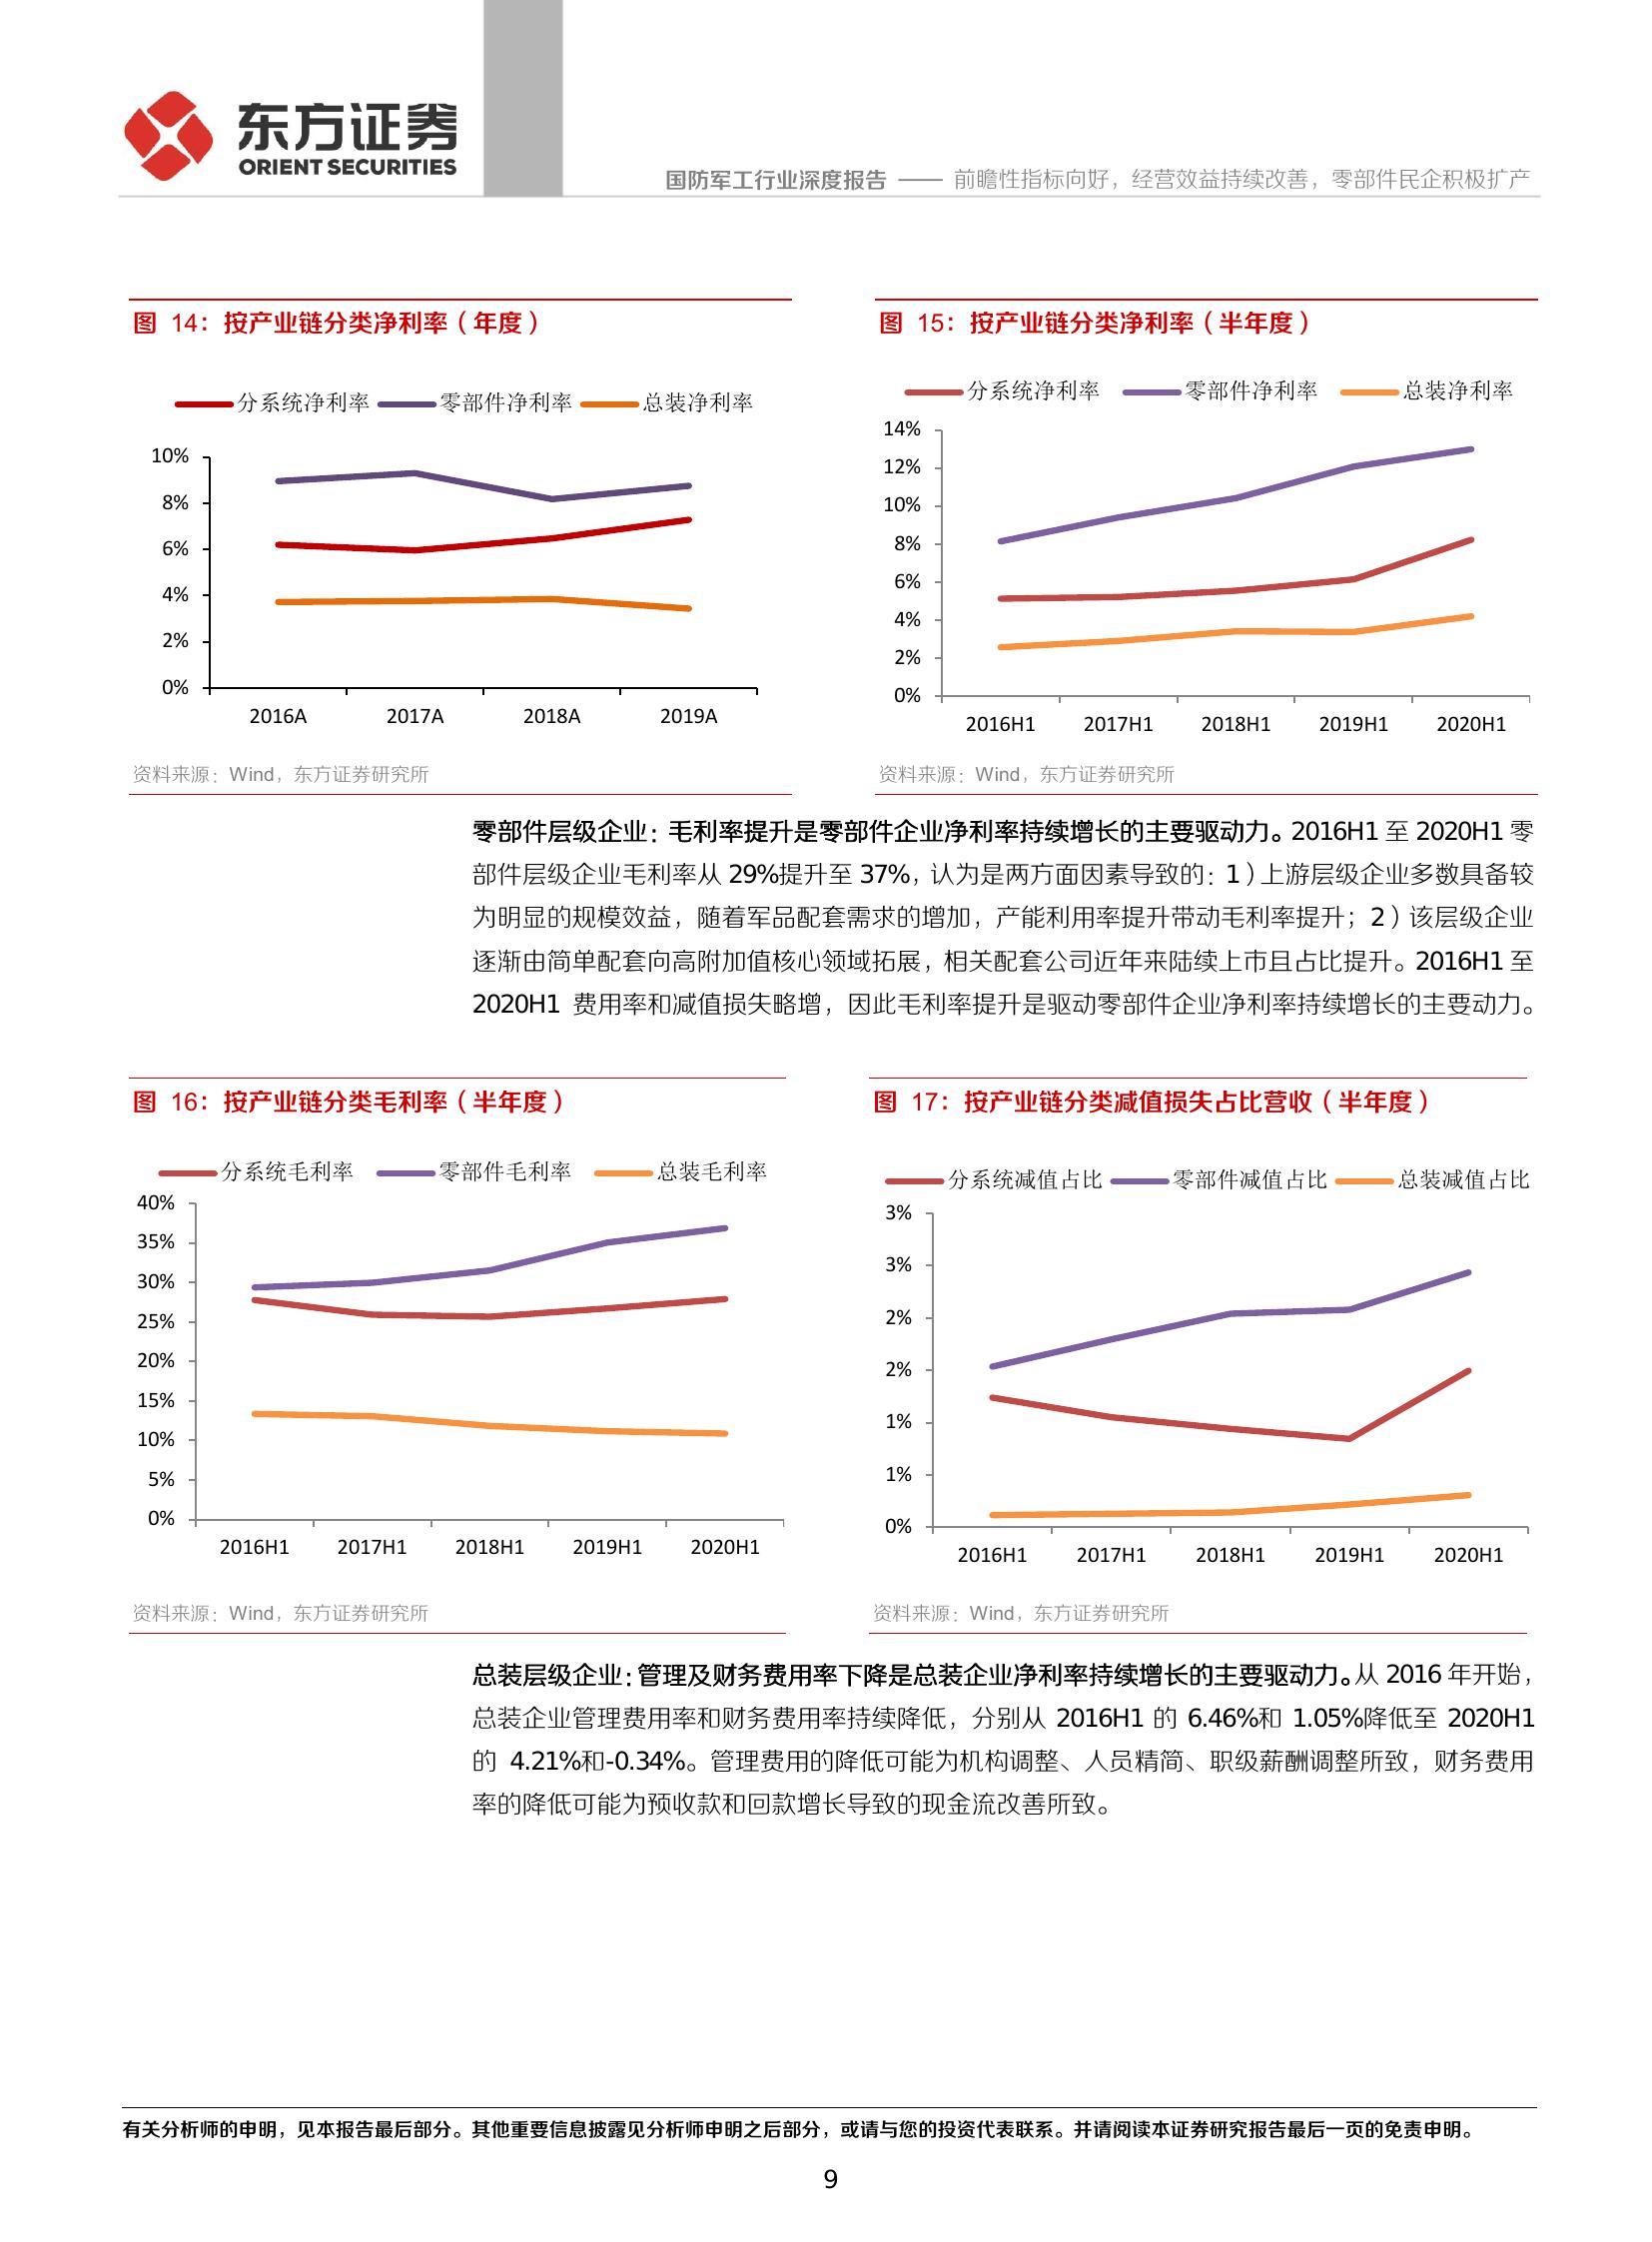 东方证券
ORIENT SECURITIES
国防军工行业深度报告 —— 前瞻性指标向好，经营效益持续改善，零部件民企积极扩产
图 14：按产业链分类净利率（年度）
分系统净利率 零部件净利率 总装净利率
10%
8%
6%
4%
2%
0%
2016A 2017A 2018A 2019A
资料来源：Wind，东方证券研究所
图 15：按产业链分类净利率（半年度）
分系统净利率 零部件净利率 总装净利率
14%
12%
10%
8%
6%
4%
2%
0%
2016H1 2017H1 2018H1 2019H1 2020H1
资料来源：Wind，东方证券研究所
零部件层级企业：毛利率提升是零部件企业净利率持续增长的主要驱动力。2016H1 至 2020H1 零
部件层级企业毛利率从 29%提升至 37%，认为是两方面因素导致的：1）上游层级企业多数具备较
为明显的规模效益，随着军品配套需求的增加，产能利用率提升带动毛利率提升；2）该层级企业
逐渐由简单配套向高附加值核心领域拓展，相关配套公司近年来陆续上市且占比提升。2016H1 至
2020H1 费用率和减值损失略增，因此毛利率提升是驱动零部件企业净利率持续增长的主要动力。
图 16：按产业链分类毛利率（半年度）
分系统毛利率 零部件毛利率 总装毛利率
40%
35%
30%
25%
20%
15%
10%
5%
0%
2016H1 2017H1 2018H1 2019H1 2020H1
资料来源：Wind，东方证券研究所
图 17：按产业链分类减值损失占比营收（半年度）
分系统减值占比 零部件减值占比 总装减值占比
3%
3%
2%
2%
1%
1%
0%
2016H1 2017H1 2018H1 2019H1 2020H1
资料来源：Wind，东方证券研究所
总装层级企业：管理及财务费用率下降是总装企业净利率持续增长的主要驱动力。从 2016 年开始，
总装企业管理费用率和财务费用率持续降低，分别从 2016H1 的 6.46%和 1.05%降低至 2020H1
的 4.21%和-0.34%。管理费用的降低可能为机构调整、人员精简、职级薪酬调整所致，财务费用
率的降低可能为预收款和回款增长导致的现金流改善所致。
有关分析师的申明，见本报告最后部分。其他重要信息披露见分析师申明之后部分，或请与您的投资代表联系。并请阅读本证券研究报告最后一页的免责申明。
9